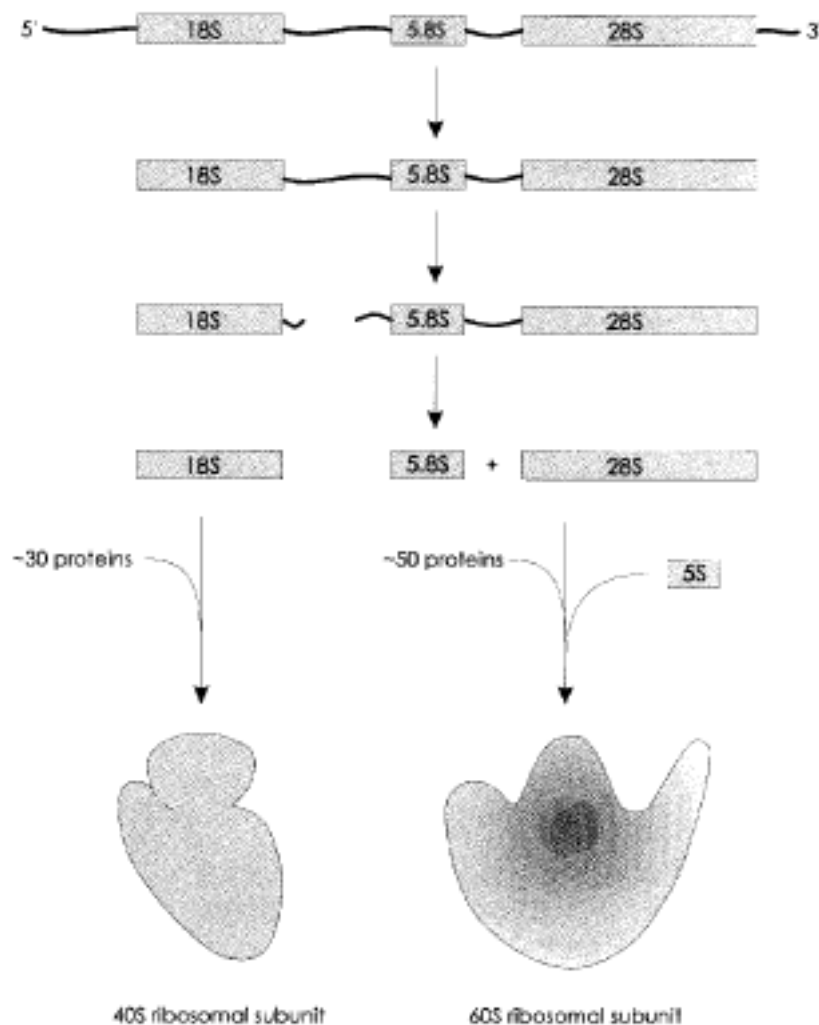 5' 18S 5.8S 28S 3
18S 5.8S 28S
18S 5.8S 28S
18S 5.8S + 28S
~30 proteins ~50 proteins 5S
40S ribosomal subunit 60S ribosomal subunit